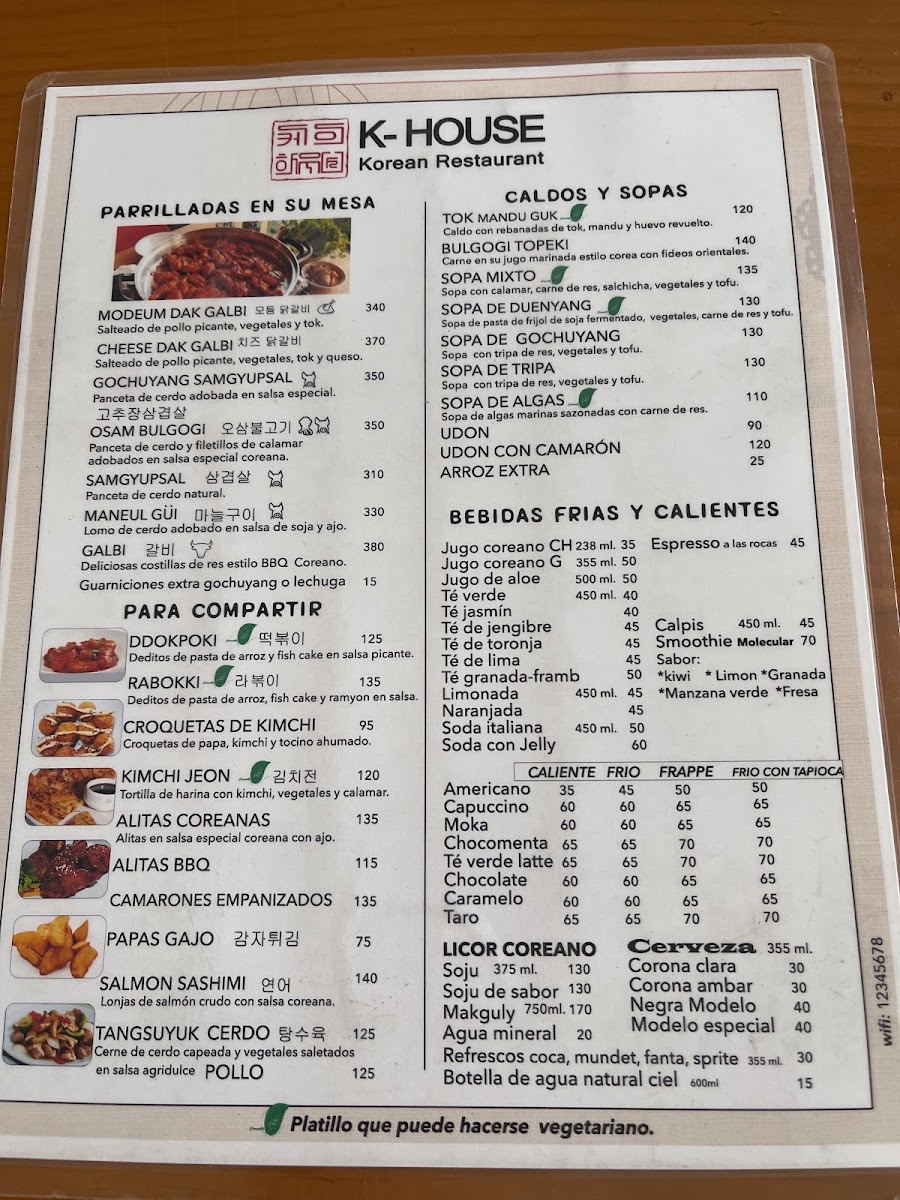 케이
하우스
K- HOUSE
Korean Restaurant
PARRILLADAS EN SU MESA
MODEUM DAK GALBI 모듬 닭갈비 340
Salteado de pollo picante, vegetales y tok.
CHEESE DAK GALBI 치즈 닭갈비 370
Salteado de pollo picante, vegetales, tok y queso.
GOCHUYANG SAMGYUPSAL 350
Panceta de cerdo adobada en salsa especial.
고추장삼겹살
OSAM BULGOGI 오삼불고기 350
Panceta de cerdo y filetillos de calamar
adobados en salsa especial coreana.
SAMGYUPSAL 삼겹살 310
Panceta de cerdo natural.
MANEUL GÜI 마늘구이 330
Lomo de cerdo adobado en salsa de soja y ajo.
GALBI 갈비 380
Deliciosas costillas de res estilo BBQ Coreano.
Guarniciones extra gochuyang o lechuga 15
PARA COMPARTIR
DDOKPOKI 떡볶이 125
Deditos de pasta de arroz y fish cake en salsa picante.
RABOKKI 라볶이 135
Deditos de pasta de arroz, fish cake y ramyon en salsa.
CROQUETAS DE KIMCHI 95
Croquetas de papa, kimchi y tocino ahumado.
KIMCHI JEON 김치전 120
Tortilla de harina con kimchi, vegetales y calamar.
ALITAS COREANAS 135
Alitas en salsa especial coreana con ajo.
ALITAS BBQ 115
CAMARONES EMPANIZADOS 135
PAPAS GAJO 감자튀김 75
SALMON SASHIMI 연어 140
Lonjas de salmón crudo con salsa coreana.
TANGSUYUK CERDO 탕수육 125
Cerne de cerdo capeada y vegetales saletados
en salsa agridulce POLLO 125
CALDOS Y SOPAS
TOK MANDU GUK 120
Caldo con rebanadas de tok, mandu y huevo revuelto.
BULGOGI TOPEKI 140
Carne en su jugo marinada estilo corea con fideos orientales.
SOPA MIXTO 135
Sopa con calamar, carne de res, salchicha, vegetales y tofu.
SOPA DE DUENYANG 130
Sopa de pasta de frijol de soja fermentado, vegetales, carne de res y tofu.
SOPA DE GOCHUYANG 130
Sopa con tripa de res, vegetales y tofu.
SOPA DE TRIPA 130
Sopa con tripa de res, vegetales y tofu.
SOPA DE ALGAS 110
Sopa de algas marinas sazonadas con carne de res.
UDON 90
UDON CON CAMARÓN 120
ARROZ EXTRA 25
BEBIDAS FRIAS Y CALIENTES
Jugo coreano CH 238 ml. 35 Espresso a las rocas 45
Jugo coreano G 355 ml. 50
Jugo de aloe 500 ml. 50
Té verde 450 ml. 40
Té jasmín 40
Té de jengibre 45 Calpis 450 ml. 45
Té de toronja 45 Smoothie Molecular 70
Té de lima 45 Sabor:
Té granada-framb 50 *kiwi * Limon *Granada
Limonada 450 ml. 45 *Manzana verde *Fresa
Naranjada 45
Soda italiana 450 ml. 50
Soda con Jelly 60
CALIENTE FRIO FRAPPE FRIO CON TAPIOCA
Americano 35 45 50 50
Capuccino 60 60 65 65
Moka 60 60 65 65
Chocomenta 65 65 70 70
Té verde latte 65 65 70 70
Chocolate 60 60 65 65
Caramelo 60 60 65 65
Taro 65 65 70 70
LICOR COREANO
Soju 375 ml. 130
Soju de sabor 130
Makguly 750ml. 170
Agua mineral 20
Cerveza 355 ml.
Corona clara 30
Corona ambar 30
Negra Modelo 40
Modelo especial 40
Refrescos coca, mundet, fanta, sprite 355 ml. 30
Botella de agua natural ciel 600ml 15
wifi: 12345678
Platillo que puede hacerse vegetariano.